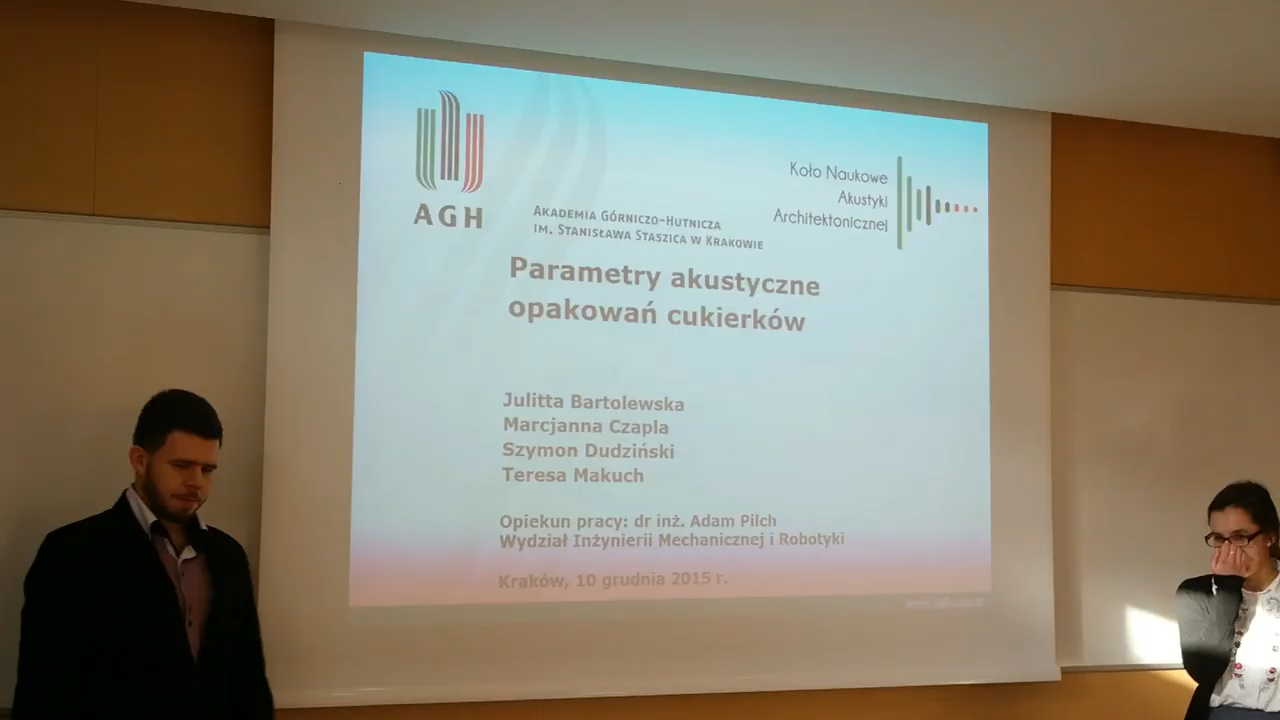 AGH
AKADEMIA GÓRNICZO-HUTNICZA
IM. STANISŁAWA STASZICA W KRAKOWIE
Koło Naukowe
Akustyki
Architektonicznej
Parametry akustyczne
opakowań cukierków
Julitta Bartolewska
Marcjanna Czapla
Szymon Dudziński
Teresa Makuch
Opiekun pracy: dr inż. Adam Pilch
Wydział Inżynierii Mechanicznej i Robotyki
Kraków, 10 grudnia 2015 r.